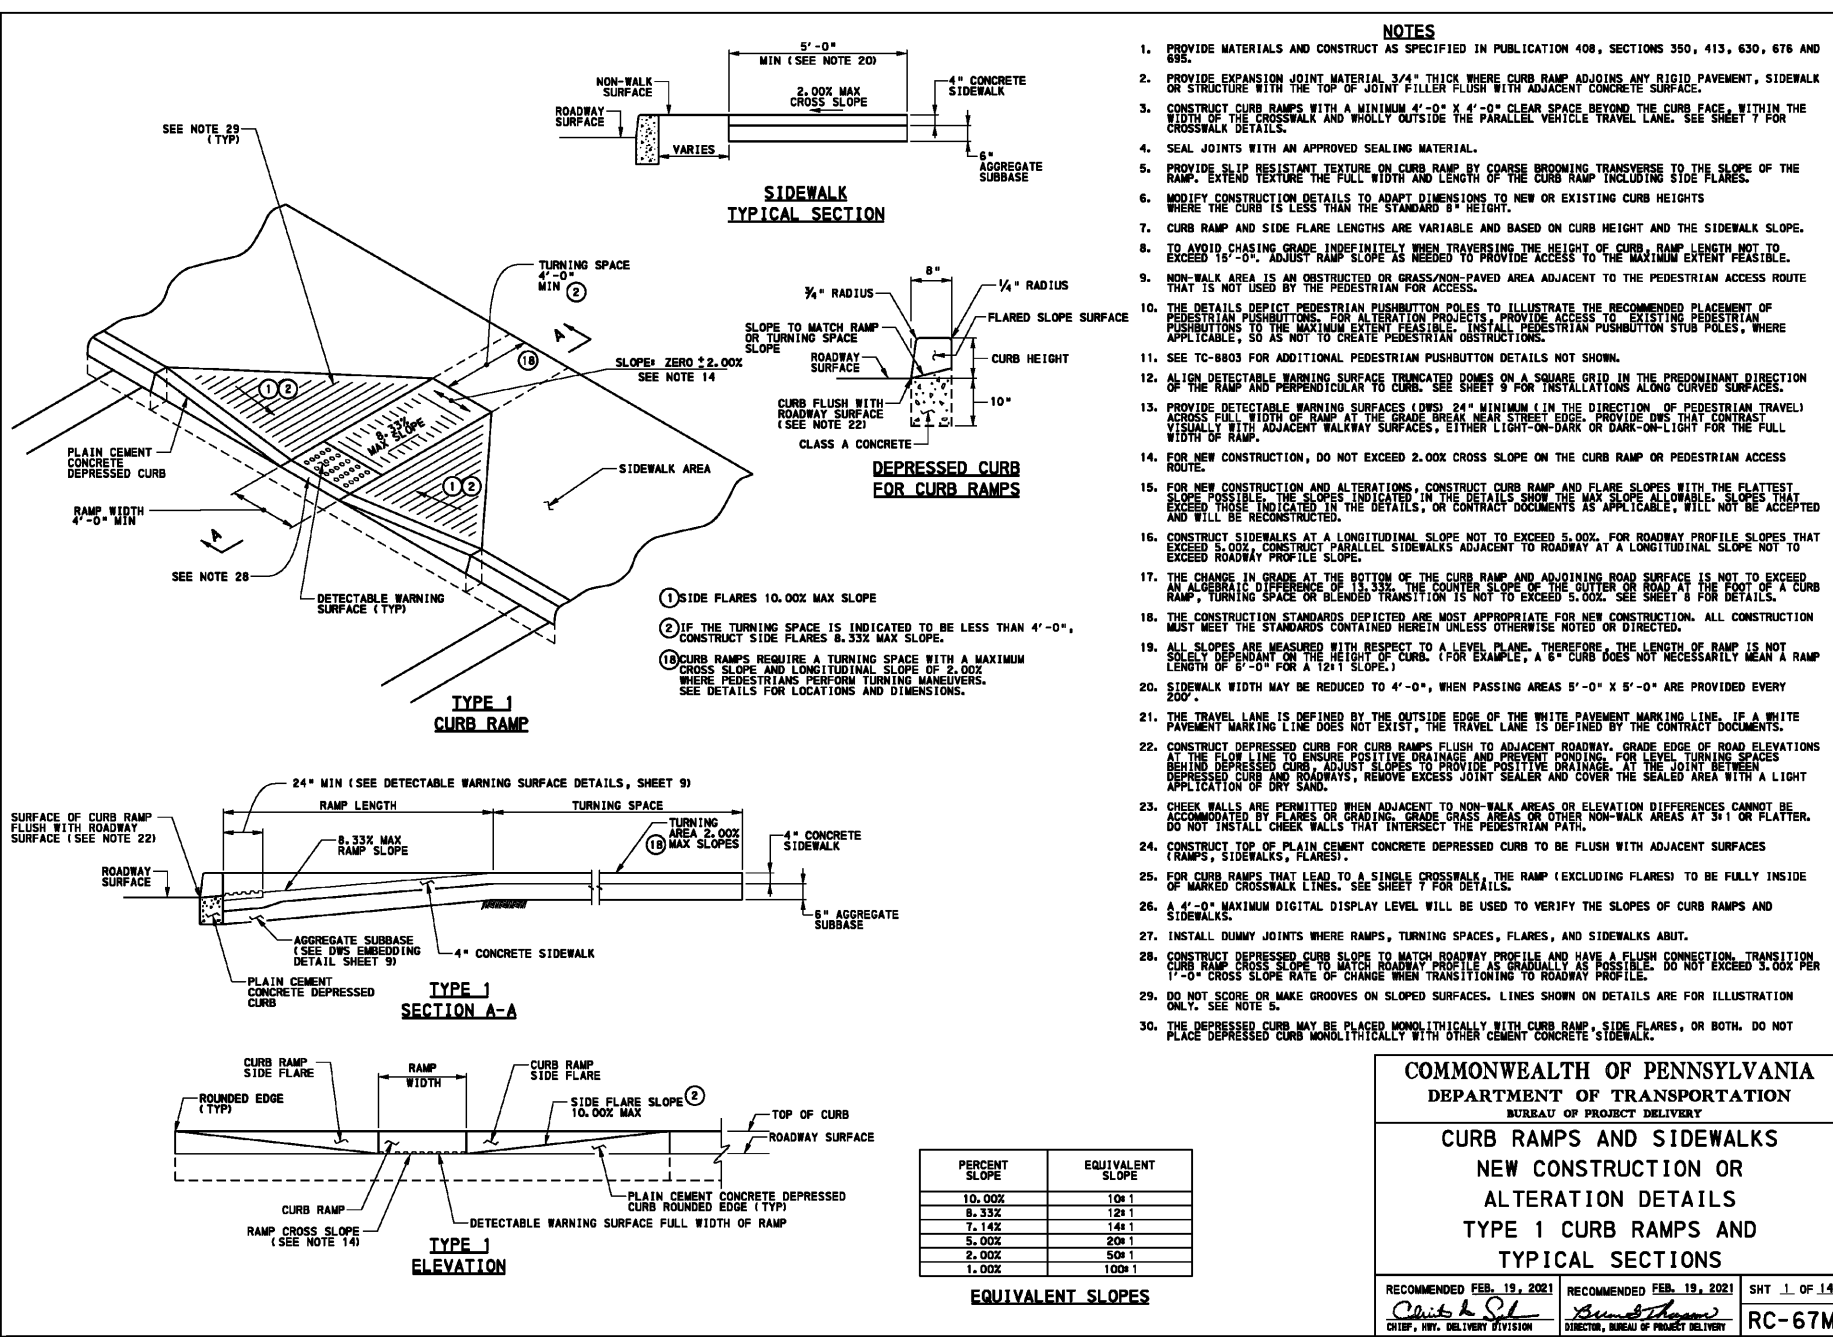 5'-0"
MIN (SEE NOTE 20)
NON-WALK
SURFACE
4" CONCRETE
SIDEWALK
2.00% MAX
CROSS SLOPE
ROADWAY
SURFACE
VARIES
6"
AGGREGATE
SUBBASE
SIDEWALK
TYPICAL SECTION
SEE NOTE 29
(TYP)
TURNING SPACE
4'-0"
MIN 2
A
18
SLOPE: ZERO ± 2.00%
SEE NOTE 14
1 2
8.33%
MAX SLOPE
PLAIN CEMENT
CONCRETE
DEPRESSED CURB
SIDEWALK AREA
1 2
RAMP WIDTH
4'-0" MIN
A
SEE NOTE 28
DETECTABLE WARNING
SURFACE (TYP)
TYPE 1
CURB RAMP
8"
3/4" RADIUS
1/4" RADIUS
FLARED SLOPE SURFACE
SLOPE TO MATCH RAMP
OR TURNING SPACE
SLOPE
ROADWAY
SURFACE
CURB HEIGHT
CURB FLUSH WITH
ROADWAY SURFACE
(SEE NOTE 22)
10"
CLASS A CONCRETE
DEPRESSED CURB
FOR CURB RAMPS
1 SIDE FLARES 10.00% MAX SLOPE
2 IF THE TURNING SPACE IS INDICATED TO BE LESS THAN 4'-0",
CONSTRUCT SIDE FLARES 8.33% MAX SLOPE.
18 CURB RAMPS REQUIRE A TURNING SPACE WITH A MAXIMUM
CROSS SLOPE AND LONGITUDINAL SLOPE OF 2.00%
WHERE PEDESTRIANS PERFORM TURNING MANEUVERS.
SEE DETAILS FOR LOCATIONS AND DIMENSIONS.
24" MIN (SEE DETECTABLE WARNING SURFACE DETAILS, SHEET 9)
RAMP LENGTH
TURNING SPACE
SURFACE OF CURB RAMP
FLUSH WITH ROADWAY
SURFACE (SEE NOTE 22)
8.33% MAX
RAMP SLOPE
TURNING
AREA 2.00%
18 MAX SLOPES
4" CONCRETE
SIDEWALK
ROADWAY
SURFACE
6" AGGREGATE
SUBBASE
AGGREGATE SUBBASE
(SEE DWS EMBEDDING
DETAIL SHEET 9)
4" CONCRETE SIDEWALK
PLAIN CEMENT
CONCRETE DEPRESSED
CURB
TYPE 1
SECTION A-A
CURB RAMP
SIDE FLARE
RAMP
WIDTH
CURB RAMP
SIDE FLARE
ROUNDED EDGE
(TYP)
SIDE FLARE SLOPE 2
10.00% MAX
TOP OF CURB
ROADWAY SURFACE
CURB RAMP
RAMP CROSS SLOPE
(SEE NOTE 14)
PLAIN CEMENT CONCRETE DEPRESSED
CURB ROUNDED EDGE (TYP)
DETECTABLE WARNING SURFACE FULL WIDTH OF RAMP
TYPE 1
ELEVATION
PERCENT SLOPE EQUIVALENT SLOPE
10.00% 10:1
8.33% 12:1
7.14% 14:1
5.00% 20:1
2.00% 50:1
1.00% 100:1
EQUIVALENT SLOPES
NOTES
1. PROVIDE MATERIALS AND CONSTRUCT AS SPECIFIED IN PUBLICATION 408, SECTIONS 350, 413, 630, 676 AND
695.
2. PROVIDE EXPANSION JOINT MATERIAL 3/4" THICK WHERE CURB RAMP ADJOINS ANY RIGID PAVEMENT, SIDEWALK
OR STRUCTURE WITH THE TOP OF JOINT FILLER FLUSH WITH ADJACENT CONCRETE SURFACE.
3. CONSTRUCT CURB RAMPS WITH A MINIMUM 4'-0" X 4'-0" CLEAR SPACE BEYOND THE CURB FACE, WITHIN THE
WIDTH OF THE CROSSWALK AND WHOLLY OUTSIDE THE PARALLEL VEHICLE TRAVEL LANE. SEE SHEET 7 FOR
CROSSWALK DETAILS.
4. SEAL JOINTS WITH AN APPROVED SEALING MATERIAL.
5. PROVIDE SLIP RESISTANT TEXTURE ON CURB RAMP BY COARSE BROOMING TRANSVERSE TO THE SLOPE OF THE
RAMP. EXTEND TEXTURE THE FULL WIDTH AND LENGTH OF THE CURB RAMP INCLUDING SIDE FLARES.
6. MODIFY CONSTRUCTION DETAILS TO ADAPT DIMENSIONS TO NEW OR EXISTING CURB HEIGHTS
WHERE THE CURB IS LESS THAN THE STANDARD 8" HEIGHT.
7. CURB RAMP AND SIDE FLARE LENGTHS ARE VARIABLE AND BASED ON CURB HEIGHT AND THE SIDEWALK SLOPE.
8. TO AVOID CHASING GRADE INDEFINITELY WHEN TRAVERSING THE HEIGHT OF CURB, RAMP LENGTH NOT TO
EXCEED 15'-0". ADJUST RAMP SLOPE AS NEEDED TO PROVIDE ACCESS TO THE MAXIMUM EXTENT FEASIBLE.
9. NON-WALK AREA IS AN OBSTRUCTED OR GRASS/NON-PAVED AREA ADJACENT TO THE PEDESTRIAN ACCESS ROUTE
THAT IS NOT USED BY THE PEDESTRIAN FOR ACCESS.
10. THE DETAILS DEPICT PEDESTRIAN PUSHBUTTON POLES TO ILLUSTRATE THE RECOMMENDED PLACEMENT OF
PEDESTRIAN PUSHBUTTONS. FOR ALTERATION PROJECTS, PROVIDE ACCESS TO EXISTING PEDESTRIAN
PUSHBUTTONS TO THE MAXIMUM EXTENT FEASIBLE. INSTALL PEDESTRIAN PUSHBUTTON STUB POLES, WHERE
APPLICABLE, SO AS NOT TO CREATE PEDESTRIAN OBSTRUCTIONS.
11. SEE TC-8803 FOR ADDITIONAL PEDESTRIAN PUSHBUTTON DETAILS NOT SHOWN.
12. ALIGN DETECTABLE WARNING SURFACE TRUNCATED DOMES ON A SQUARE GRID IN THE PREDOMINANT DIRECTION
OF THE RAMP AND PERPENDICULAR TO CURB. SEE SHEET 9 FOR INSTALLATIONS ALONG CURVED SURFACES.
13. PROVIDE DETECTABLE WARNING SURFACES (DWS) 24" MINIMUM (IN THE DIRECTION OF PEDESTRIAN TRAVEL)
ACROSS FULL WIDTH OF RAMP AT THE GRADE BREAK NEAR STREET EDGE. PROVIDE DWS THAT CONTRAST
VISUALLY WITH ADJACENT WALKWAY SURFACES, EITHER LIGHT-ON-DARK OR DARK-ON-LIGHT FOR THE FULL
WIDTH OF RAMP.
14. FOR NEW CONSTRUCTION, DO NOT EXCEED 2.00% CROSS SLOPE ON THE CURB RAMP OR PEDESTRIAN ACCESS
ROUTE.
15. FOR NEW CONSTRUCTION AND ALTERATIONS, CONSTRUCT CURB RAMP AND FLARE SLOPES WITH THE FLATTEST
SLOPE POSSIBLE. THE SLOPES INDICATED IN THE DETAILS SHOW THE MAX SLOPE ALLOWABLE. SLOPES THAT
EXCEED THOSE INDICATED IN THE DETAILS, OR CONTRACT DOCUMENTS AS APPLICABLE, WILL NOT BE ACCEPTED
AND WILL BE RECONSTRUCTED.
16. CONSTRUCT SIDEWALKS AT A LONGITUDINAL SLOPE NOT TO EXCEED 5.00%. FOR ROADWAY PROFILE SLOPES THAT
EXCEED 5.00%, CONSTRUCT PARALLEL SIDEWALKS ADJACENT TO ROADWAY AT A LONGITUDINAL SLOPE NOT TO
EXCEED ROADWAY PROFILE SLOPE.
17. THE CHANGE IN GRADE AT THE BOTTOM OF THE CURB RAMP AND ADJOINING ROAD SURFACE IS NOT TO EXCEED
AN ALGEBRAIC DIFFERENCE OF 13.33%. THE COUNTER SLOPE OF THE GUTTER OR ROAD AT THE FOOT OF A CURB
RAMP, TURNING SPACE OR BLENDED TRANSITION IS NOT TO EXCEED 5.00%. SEE SHEET 8 FOR DETAILS.
18. THE CONSTRUCTION STANDARDS DEPICTED ARE MOST APPROPRIATE FOR NEW CONSTRUCTION. ALL CONSTRUCTION
MUST MEET THE STANDARDS CONTAINED HEREIN UNLESS OTHERWISE NOTED OR DIRECTED.
19. ALL SLOPES ARE MEASURED WITH RESPECT TO A LEVEL PLANE. THEREFORE, THE LENGTH OF RAMP IS NOT
SOLELY DEPENDANT ON THE HEIGHT OF CURB. (FOR EXAMPLE, A 6" CURB DOES NOT NECESSARILY MEAN A RAMP
LENGTH OF 6'-0" FOR A 12:1 SLOPE.)
20. SIDEWALK WIDTH MAY BE REDUCED TO 4'-0", WHEN PASSING AREAS 5'-0" X 5'-0" ARE PROVIDED EVERY
200'.
21. THE TRAVEL LANE IS DEFINED BY THE OUTSIDE EDGE OF THE WHITE PAVEMENT MARKING LINE. IF A WHITE
PAVEMENT MARKING LINE DOES NOT EXIST, THE TRAVEL LANE IS DEFINED BY THE CONTRACT DOCUMENTS.
22. CONSTRUCT DEPRESSED CURB FOR CURB RAMPS FLUSH TO ADJACENT ROADWAY. GRADE EDGE OF ROAD ELEVATIONS
AT THE FLOW LINE TO ENSURE POSITIVE DRAINAGE AND PREVENT PONDING. FOR LEVEL TURNING SPACES
BEHIND DEPRESSED CURB, ADJUST SLOPES TO PROVIDE POSITIVE DRAINAGE. AT THE JOINT BETWEEN
DEPRESSED CURB AND ROADWAYS, REMOVE EXCESS JOINT SEALER AND COVER THE SEALED AREA WITH A LIGHT
APPLICATION OF DRY SAND.
23. CHEEK WALLS ARE PERMITTED WHEN ADJACENT TO NON-WALK AREAS OR ELEVATION DIFFERENCES CANNOT BE
ACCOMMODATED BY FLARES OR GRADING. GRADE GRASS AREAS OR OTHER NON-WALK AREAS AT 3:1 OR FLATTER.
DO NOT INSTALL CHEEK WALLS THAT INTERSECT THE PEDESTRIAN PATH.
24. CONSTRUCT TOP OF PLAIN CEMENT CONCRETE DEPRESSED CURB TO BE FLUSH WITH ADJACENT SURFACES
(RAMPS, SIDEWALKS, FLARES).
25. FOR CURB RAMPS THAT LEAD TO A SINGLE CROSSWALK, THE RAMP (EXCLUDING FLARES) TO BE FULLY INSIDE
OF MARKED CROSSWALK LINES. SEE SHEET 7 FOR DETAILS.
26. A 4'-0" MAXIMUM DIGITAL DISPLAY LEVEL WILL BE USED TO VERIFY THE SLOPES OF CURB RAMPS AND
SIDEWALKS.
27. INSTALL DUMMY JOINTS WHERE RAMPS, TURNING SPACES, FLARES, AND SIDEWALKS ABUT.
28. CONSTRUCT DEPRESSED CURB SLOPE TO MATCH ROADWAY PROFILE AND HAVE A FLUSH CONNECTION. TRANSITION
CURB RAMP CROSS SLOPE TO MATCH ROADWAY PROFILE AS GRADUALLY AS POSSIBLE. DO NOT EXCEED 3.00% PER
1'-0" CROSS SLOPE RATE OF CHANGE WHEN TRANSITIONING TO ROADWAY PROFILE.
29. DO NOT SCORE OR MAKE GROOVES ON SLOPED SURFACES. LINES SHOWN ON DETAILS ARE FOR ILLUSTRATION
ONLY. SEE NOTE 5.
30. THE DEPRESSED CURB MAY BE PLACED MONOLITHICALLY WITH CURB RAMP, SIDE FLARES, OR BOTH. DO NOT
PLACE DEPRESSED CURB MONOLITHICALLY WITH OTHER CEMENT CONCRETE SIDEWALK.
COMMONWEALTH OF PENNSYLVANIA
DEPARTMENT OF TRANSPORTATION
BUREAU OF PROJECT DELIVERY
CURB RAMPS AND SIDEWALKS
NEW CONSTRUCTION OR
ALTERATION DETAILS
TYPE 1 CURB RAMPS AND
TYPICAL SECTIONS
RECOMMENDED FEB. 19, 2021
CHIEF, HWY. DELIVERY DIVISION
RECOMMENDED FEB. 19, 2021
DIRECTOR, BUREAU OF PROJECT DELIVERY
SHT 1 OF 14
RC-67M